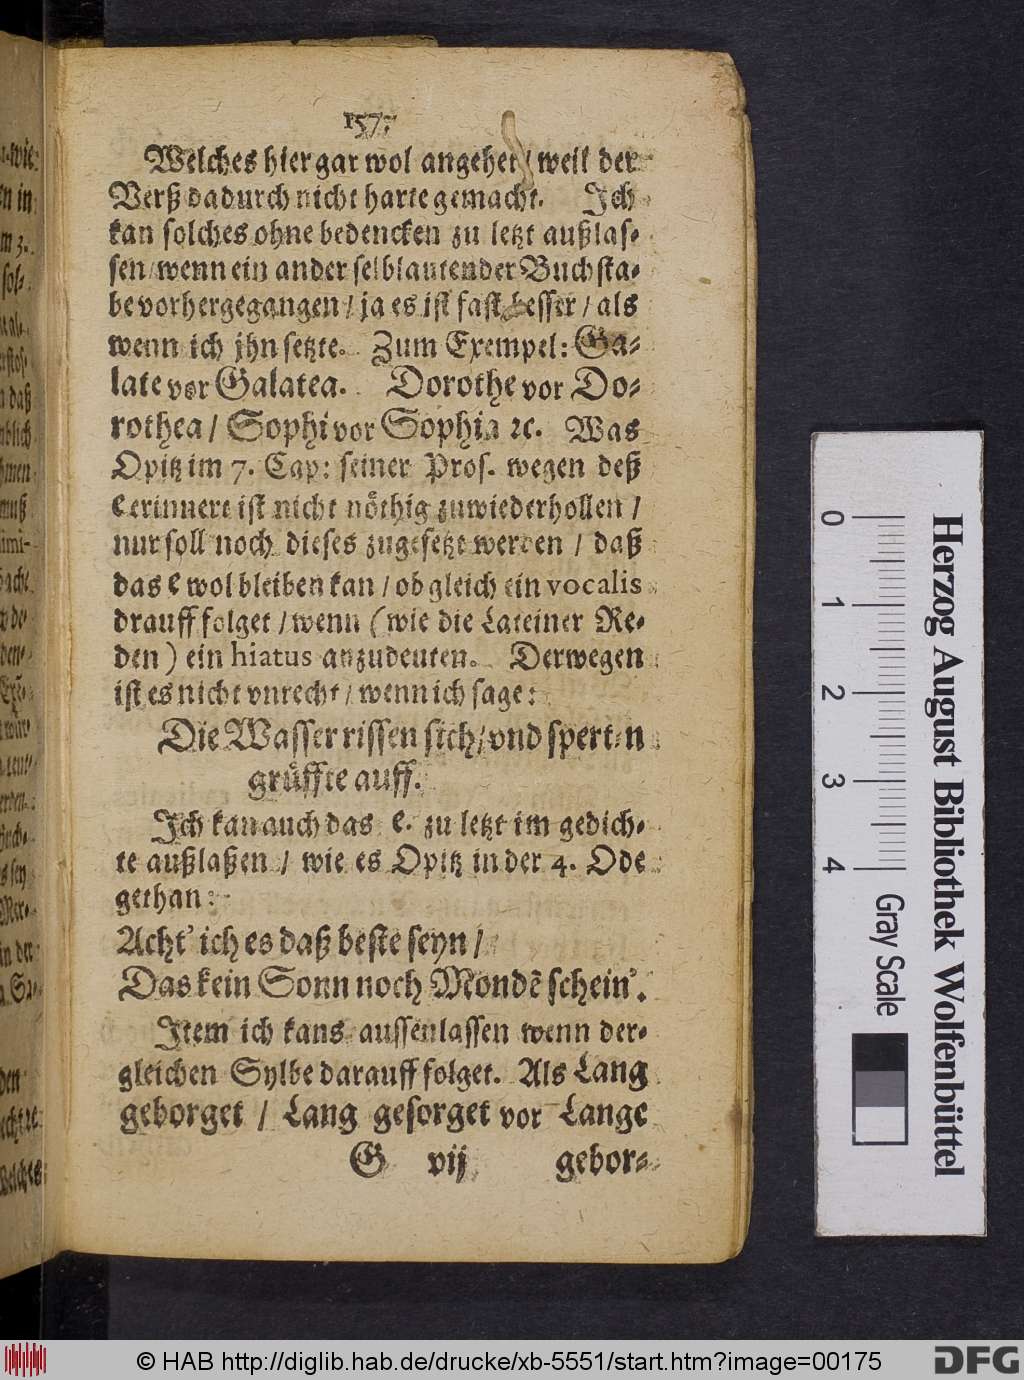 157.
Welches hier gar wol angehet / weil der
Verß dadurch nicht harte gemacht. Ich
kan solches ohne bedencken zu letzt außlas-
sen / wenn ein ander selblautender Buchsta-
be vorhergegangen / ja es ist fast besser / als
wenn ich jhn setzte. Zum Exempel: Ga-
late vor Galatea. Dorothe vor Do-
rothea / Sophi vor Sophia ꝛc. Was
Opitz im 7. Cap: seiner Pros. wegen deß
e erinnert ist nicht nöthig zuwiederhollen /
nur soll noch dieses zugesetzt werden / daß
das e wol bleiben kan / ob gleich ein vocalis
drauff folget / wenn (wie die Lateiner Re-
den) ein hiatus anzudeuten. Derwegen
ist es nicht vnrecht / wenn ich sage:
Die Wasser rissen sich / vnd sperten
grüffte auff.
Ich kan auch das e. zu letzt im gedich-
te außlaßen / wie es Opitz in der 4. Ode
gethan:
Acht' ich es daß beste seyn /
Das kein Sonn noch Mondẽ schein'.
Item ich kans aussenlassen wenn der-
gleichen Sylbe darauff folget. Als Lang
geborget / Lang gesorget vor Lange
G vij gebor-
0 1 2 3 4
Gray Scale
Herzog August Bibliothek Wolfenbüttel
© HAB http://diglib.hab.de/drucke/xb-5551/start.htm?image=00175
DFG